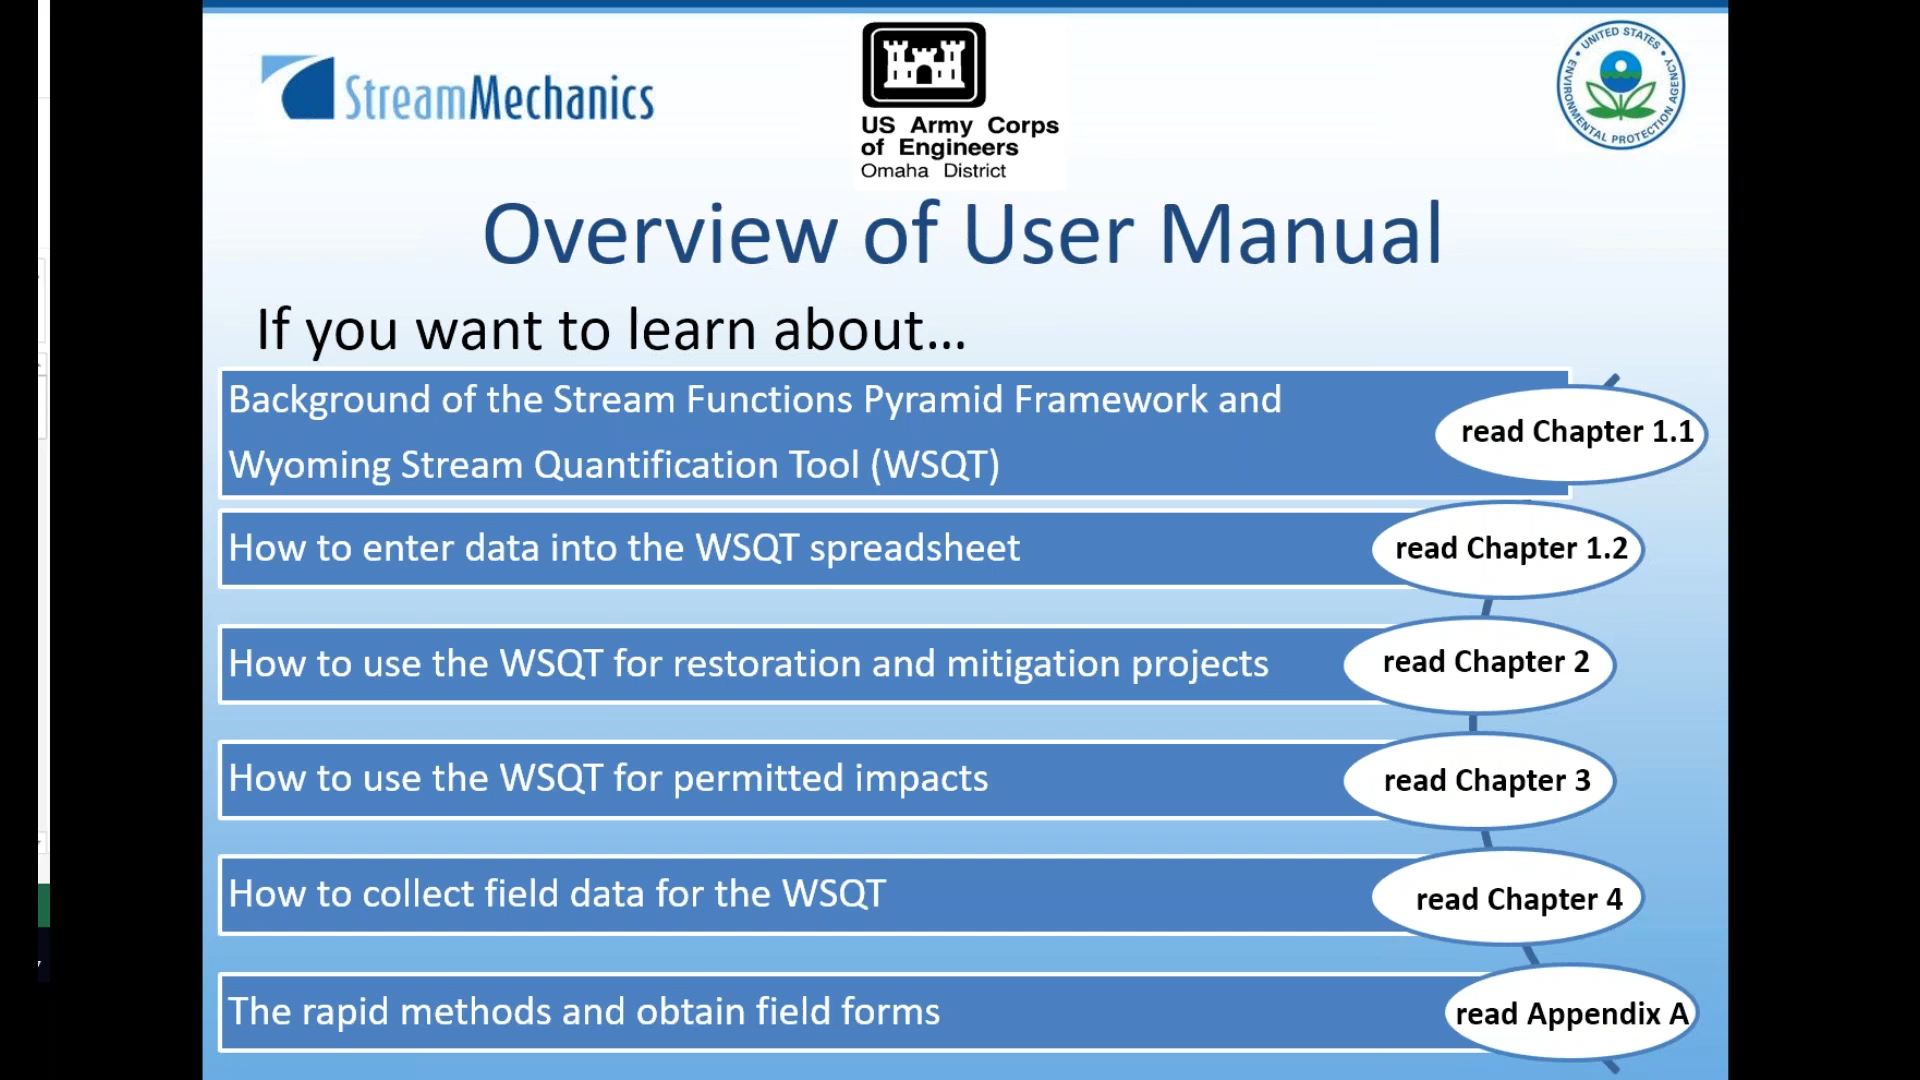 StreamMechanics
US Army Corps
of Engineers
Omaha District
UNITED STATES
ENVIRONMENTAL PROTECTION AGENCY
Overview of User Manual
If you want to learn about...
Background of the Stream Functions Pyramid Framework and
Wyoming Stream Quantification Tool (WSQT)
read Chapter 1.1
How to enter data into the WSQT spreadsheet
read Chapter 1.2
How to use the WSQT for restoration and mitigation projects
read Chapter 2
How to use the WSQT for permitted impacts
read Chapter 3
How to collect field data for the WSQT
read Chapter 4
The rapid methods and obtain field forms
read Appendix A